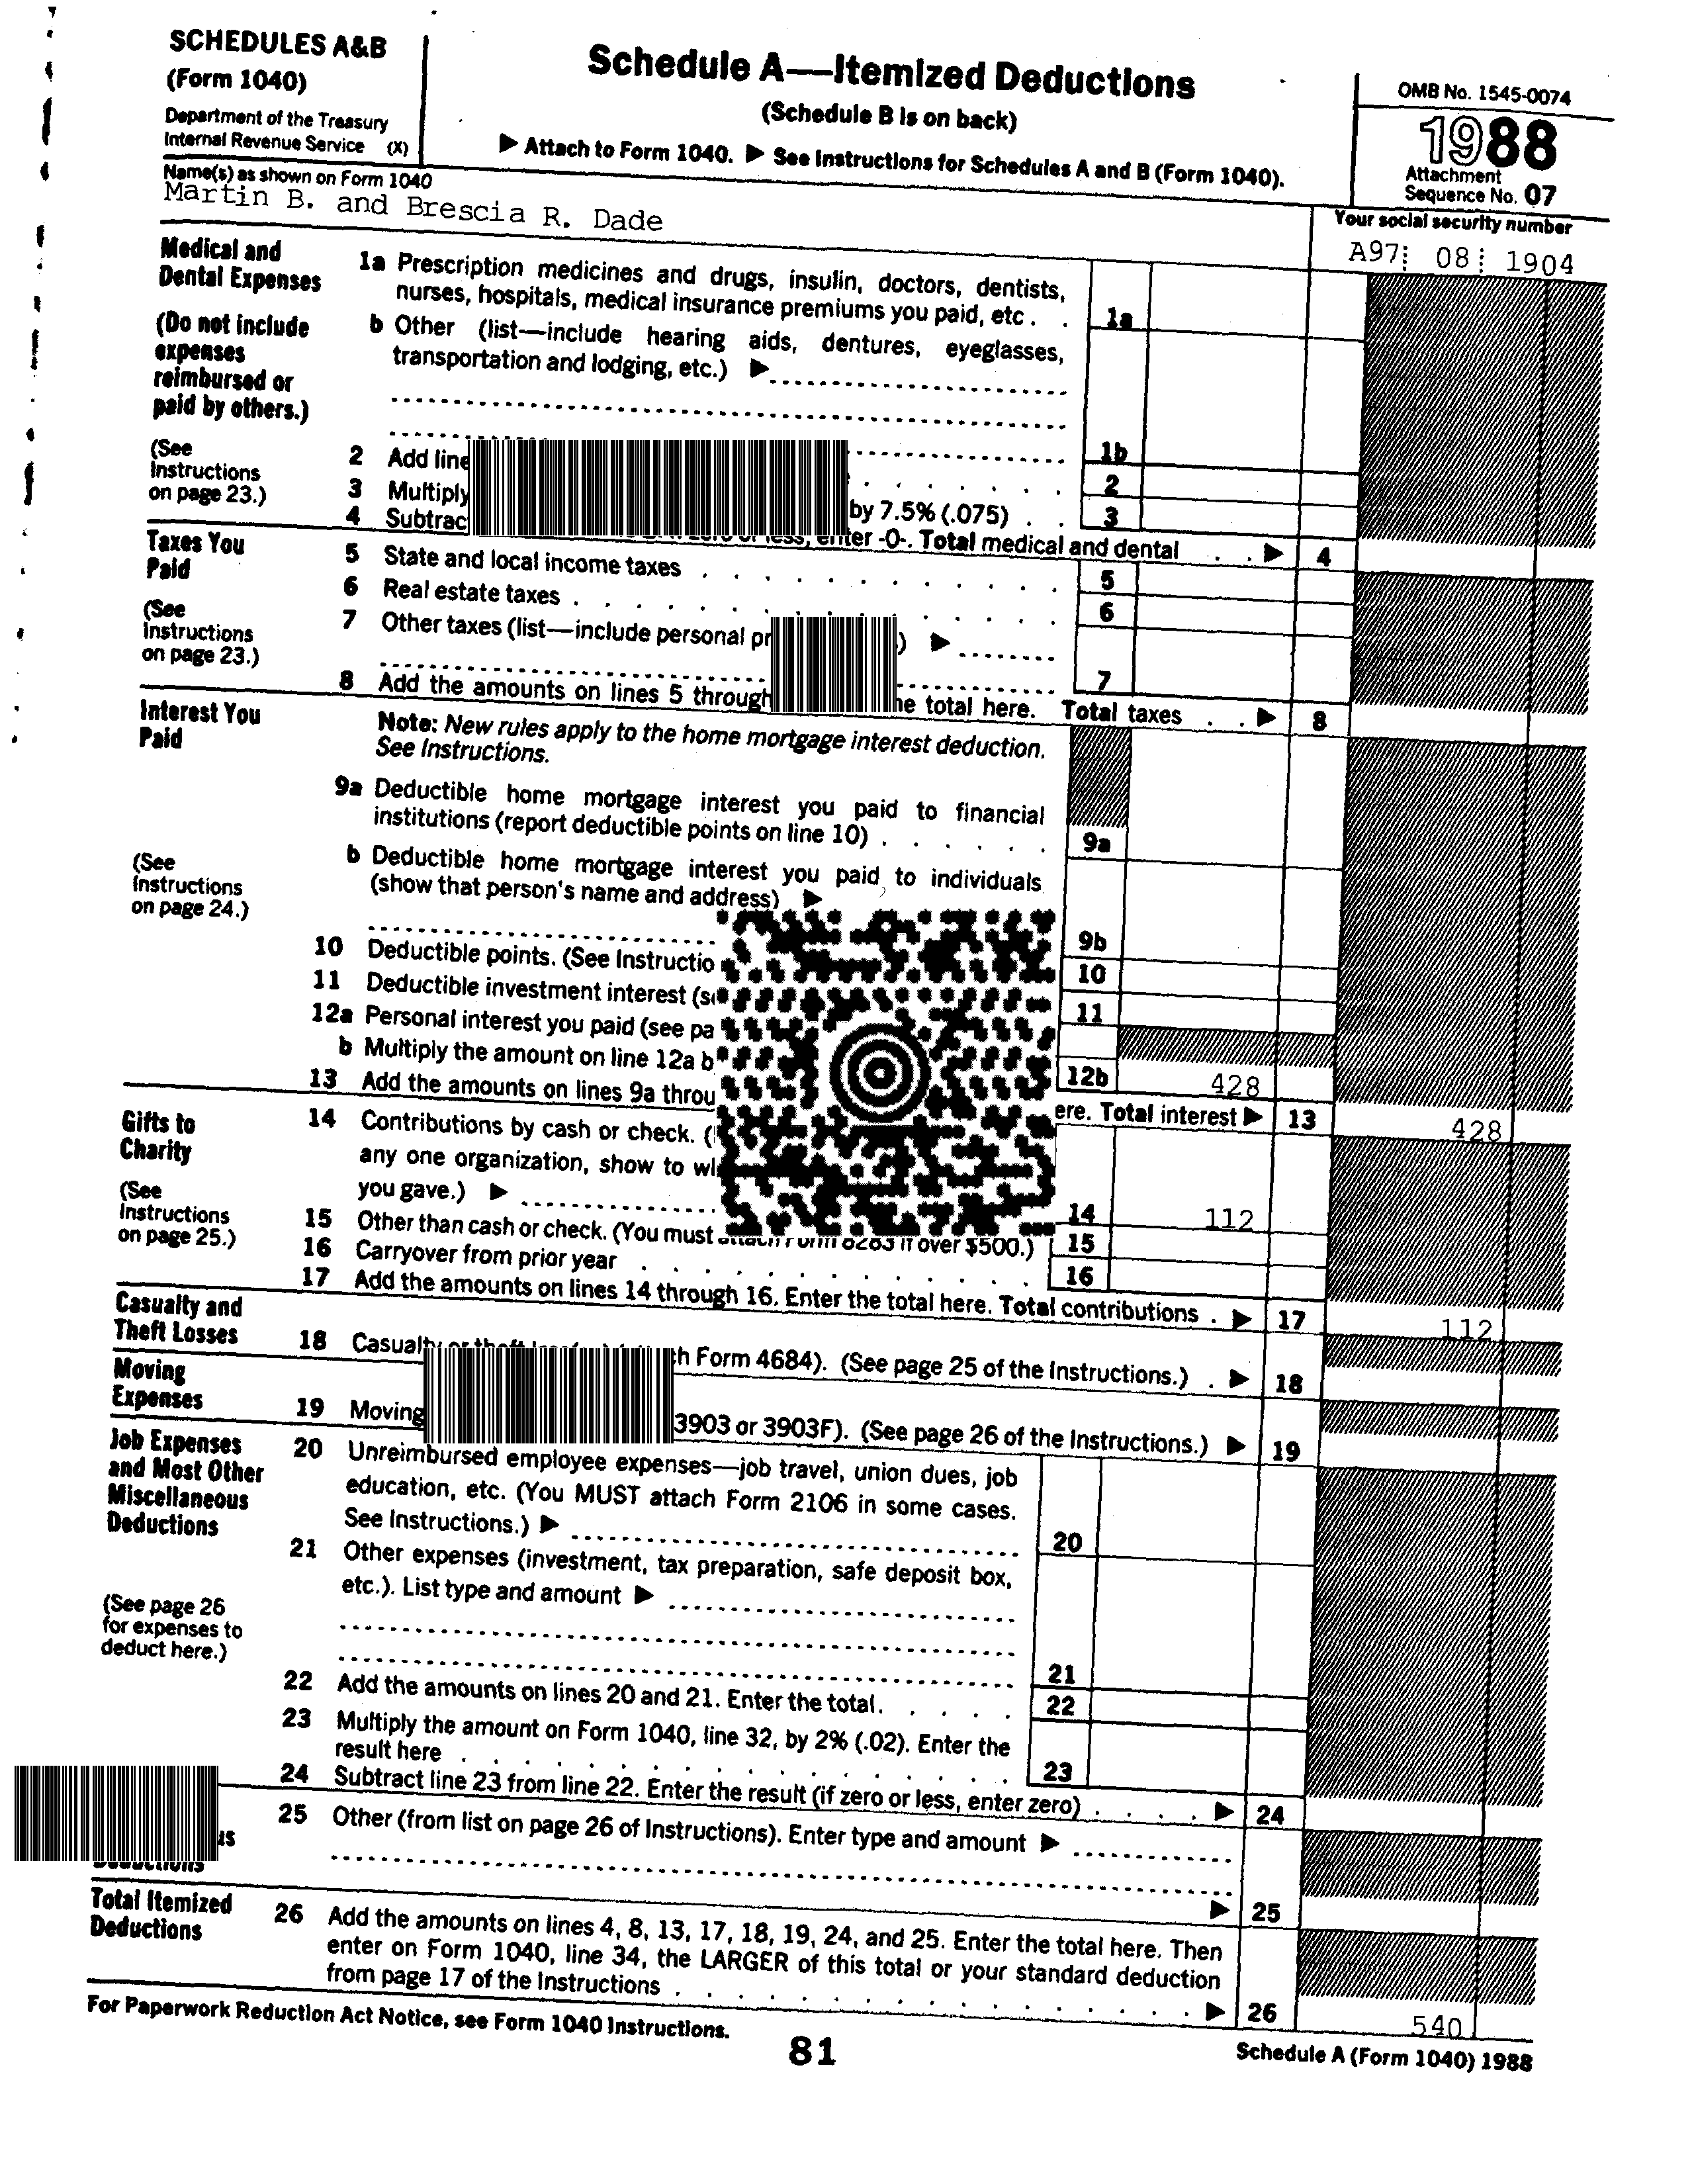 SCHEDULES A&B
(Form 1040)
Department of the Treasury
Internal Revenue Service (X)
Schedule A—Itemized Deductions
(Schedule B is on back)
▶ Attach to Form 1040. ▶ See Instructions for Schedules A and B (Form 1040).
OMB No. 1545-0074
1988
Attachment
Sequence No. 07
Name(s) as shown on Form 1040
Martin B. and Brescia R. Dade
Your social security number
A97 08 1904
Medical and
Dental Expenses
(Do not include
expenses
reimbursed or
paid by others.)
(See
Instructions
on page 23.)
1a Prescription medicines and drugs, insulin, doctors, dentists,
nurses, hospitals, medical insurance premiums you paid, etc . . 1a
b Other (list—include hearing aids, dentures, eyeglasses,
transportation and lodging, etc.) ▶
1b
2 Add line . . . . . . 2
3 Multiply by 7.5% (.075) . . 3
4 Subtrac enter -0-. Total medical and dental . . ▶ 4
Taxes You
Paid
(See
Instructions
on page 23.)
5 State and local income taxes . . . . . . . . . . 5
6 Real estate taxes . . . . . . . . . . . . . 6
7 Other taxes (list—include personal pr ) ▶
7
8 Add the amounts on lines 5 through he total here. Total taxes . . ▶ 8
Interest You
Paid
(See
Instructions
on page 24.)
Note: New rules apply to the home mortgage interest deduction.
See Instructions.
9a Deductible home mortgage interest you paid to financial
institutions (report deductible points on line 10) . . . . . . 9a
b Deductible home mortgage interest you paid to individuals
(show that person's name and address) ▶
9b
10 Deductible points. (See Instructio 10
11 Deductible investment interest (s 11
12a Personal interest you paid (see pa
b Multiply the amount on line 12a b 12b 428
13 Add the amounts on lines 9a throu ere. Total interest ▶ 13 428
Gifts to
Charity
(See
Instructions
on page 25.)
14 Contributions by cash or check. (
any one organization, show to w
you gave.) ▶ 14 112
15 Other than cash or check. (You must attach Form 8283 if over $500.) 15
16 Carryover from prior year . . . . . . . . . . . . 16
17 Add the amounts on lines 14 through 16. Enter the total here. Total contributions . ▶ 17 112
Casualty and
Theft Losses
18 Casualty or theft h Form 4684). (See page 25 of the Instructions.) . ▶ 18
Moving
Expenses
19 Moving 3903 or 3903F). (See page 26 of the Instructions.) ▶ 19
Job Expenses
and Most Other
Miscellaneous
Deductions
(See page 26
for expenses to
deduct here.)
20 Unreimbursed employee expenses—job travel, union dues, job
education, etc. (You MUST attach Form 2106 in some cases.
See Instructions.) ▶ 20
21 Other expenses (investment, tax preparation, safe deposit box,
etc.). List type and amount ▶
21
22 Add the amounts on lines 20 and 21. Enter the total. . . . . . 22
23 Multiply the amount on Form 1040, line 32, by 2% (.02). Enter the
result here . . . . . . . . . . . . . . . . . 23
24 Subtract line 23 from line 22. Enter the result (if zero or less, enter zero) . . . . ▶ 24
us
Deductions
25 Other (from list on page 26 of Instructions). Enter type and amount ▶
▶ 25
Total Itemized
Deductions
26 Add the amounts on lines 4, 8, 13, 17, 18, 19, 24, and 25. Enter the total here. Then
enter on Form 1040, line 34, the LARGER of this total or your standard deduction
from page 17 of the Instructions . . . . . . . . . . . . . . . . . ▶ 26 540
For Paperwork Reduction Act Notice, see Form 1040 Instructions.
81
Schedule A (Form 1040) 1988